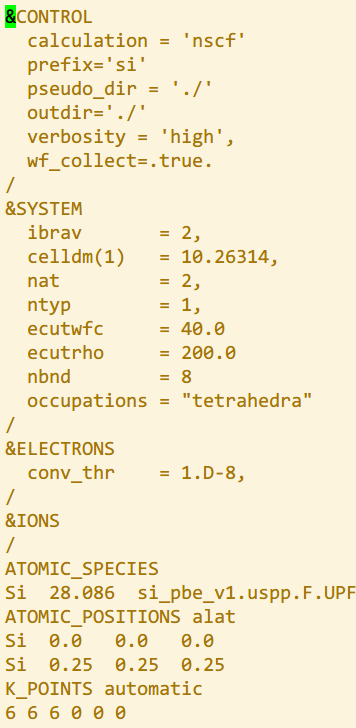 &CONTROL
  calculation = 'nscf'
  prefix='si'
  pseudo_dir = './'
  outdir='./'
  verbosity = 'high',
  wf_collect=.true.
/
&SYSTEM
  ibrav       = 2,
  celldm(1)   = 10.26314,
  nat         = 2,
  ntyp        = 1,
  ecutwfc     = 40.0
  ecutrho     = 200.0
  nbnd        = 8
  occupations = "tetrahedra"
/
&ELECTRONS
  conv_thr    = 1.D-8,
/
&IONS
/
ATOMIC_SPECIES
Si  28.086  si_pbe_v1.uspp.F.UPF
ATOMIC_POSITIONS alat
Si  0.0   0.0   0.0
Si  0.25  0.25  0.25
K_POINTS automatic
6 6 6 0 0 0